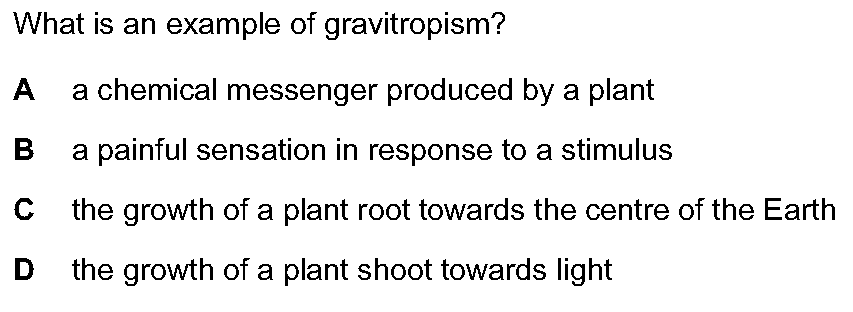 What is an example of gravitropism?
A a chemical messenger produced by a plant
B a painful sensation in response to a stimulus
C the growth of a plant root towards the centre of the Earth
D the growth of a plant shoot towards light